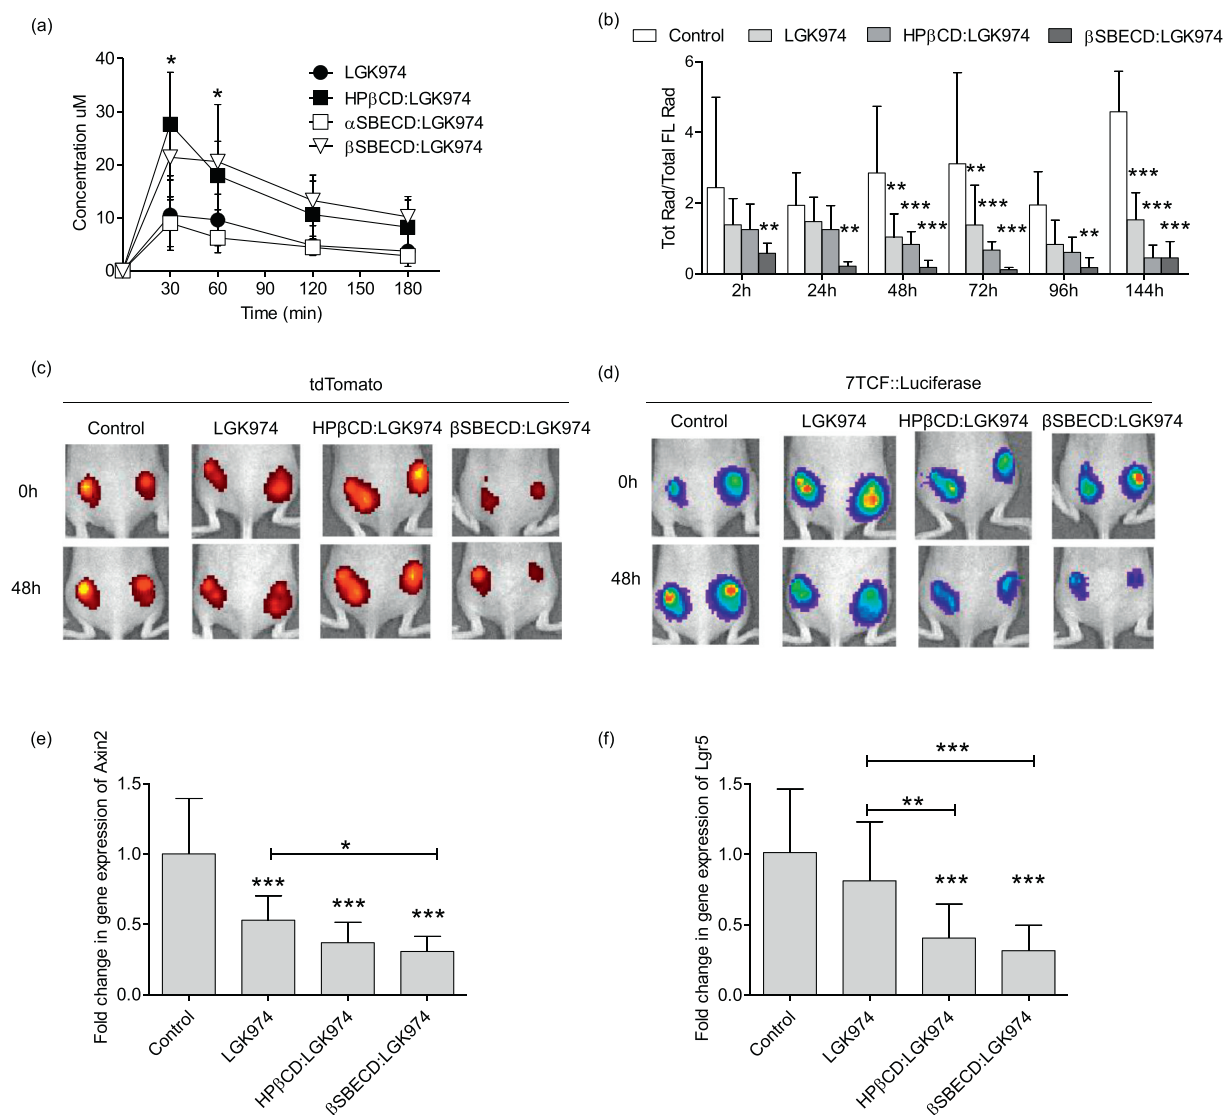 (a)
Concentration uM
40
30
20
10
0
30 60 90 120 150 180
Time (min)
LGK974
HPβCD:LGK974
αSBECD:LGK974
βSBECD:LGK974
* *
(b)
Control LGK974 HPβCD:LGK974 βSBECD:LGK974
Tot Rad/Total FL Rad
6
4
2
0
** ** ** *** *** ** *** *** ** *** *** ***
2h 24h 48h 72h 96h 144h
(c)
tdTomato
Control LGK974 HPβCD:LGK974 βSBECD:LGK974
0h
48h
(d)
7TCF::Luciferase
Control LGK974 HPβCD:LGK974 βSBECD:LGK974
0h
48h
(e)
Fold change in gene expression of Axin2
1.5
1.0
0.5
0.0
*
*** *** ***
Control LGK974 HPβCD:LGK974 βSBECD:LGK974
(f)
Fold change in gene expression of Lgr5
1.5
1.0
0.5
0.0
***
**
*** ***
Control LGK974 HPβCD:LGK974 βSBECD:LGK974